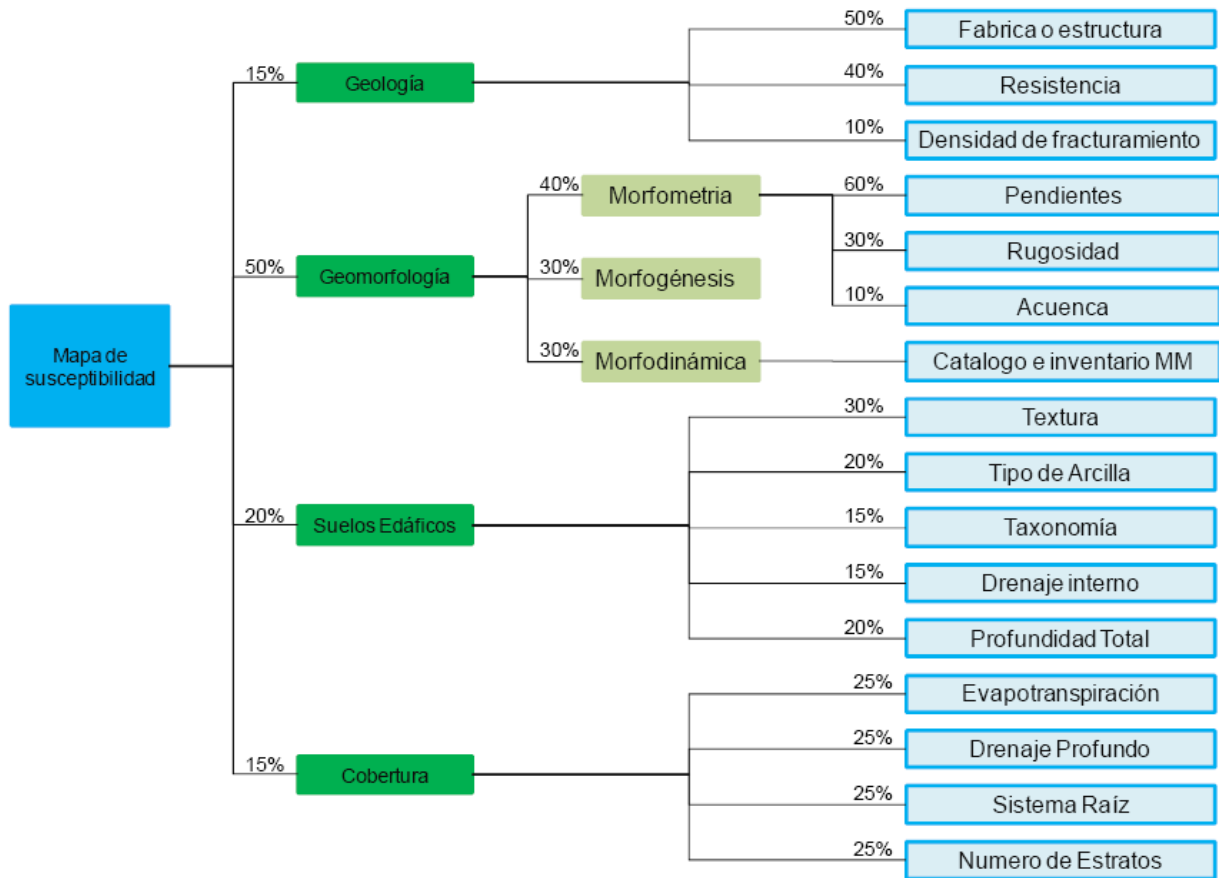 50%
Fabrica o estructura
15%
Geología
40%
Resistencia
10%
Densidad de fracturamiento
40%
Morfometria
60%
Pendientes
50%
Geomorfología
30%
Morfogénesis
30%
Rugosidad
10%
Acuenca
Mapa de
susceptibilidad
30%
Morfodinámica
Catalogo e inventario MM
30%
Textura
20%
Tipo de Arcilla
20%
Suelos Edáficos
15%
Taxonomía
15%
Drenaje interno
20%
Profundidad Total
25%
Evapotranspiración
15%
Cobertura
25%
Drenaje Profundo
25%
Sistema Raíz
25%
Numero de Estratos